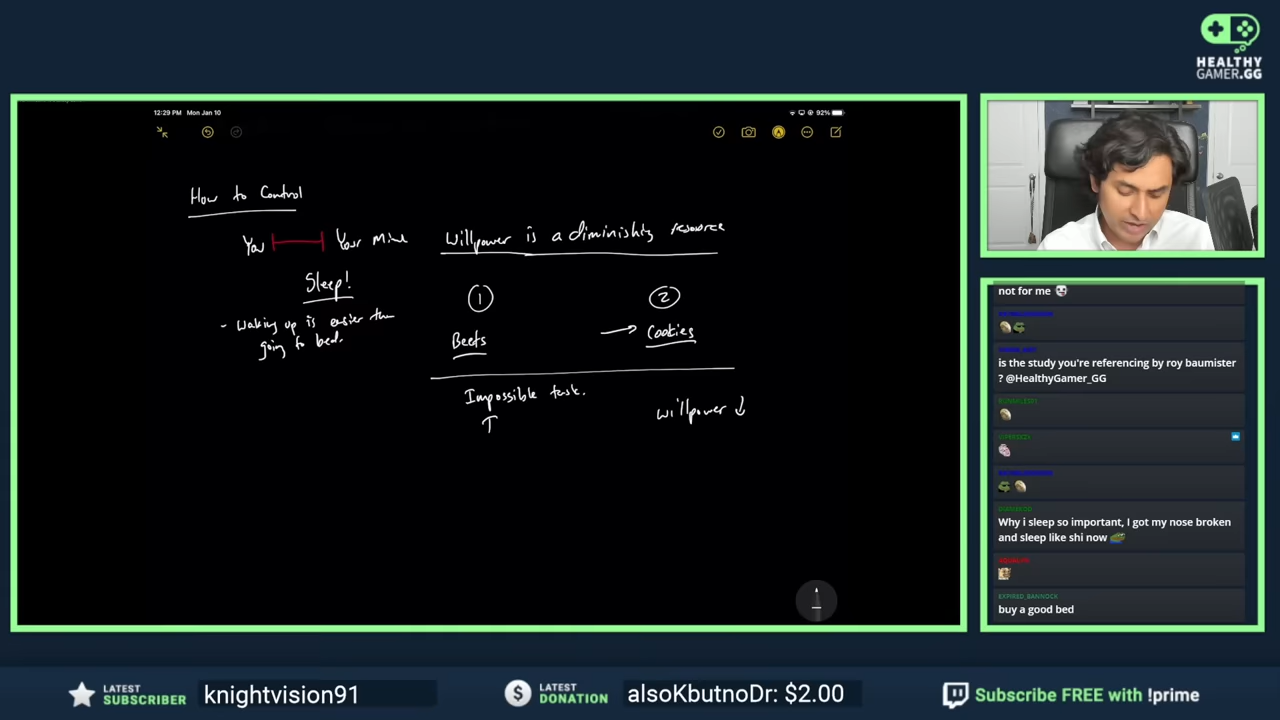 HEALTHY
GAMER.GG
12:29 PM Mon Jan 10
92%
How to Control
You
Your mind
Sleep!
- Waking up is easier than
going to bed.
Willpower is a diminishing resource
1
Beets
2
Cookies
Impossible task.
willpower ↓
not for me
is the study you're referencing by roy baumister
? @HealthyGamer_GG
Why i sleep so important, I got my nose broken
and sleep like shi now
EXPIRED_BANNOCK
buy a good bed
LATEST
SUBSCRIBER
knightvision91
LATEST
DONATION
alsoKbutnoDr: $2.00
Subscribe FREE with !prime